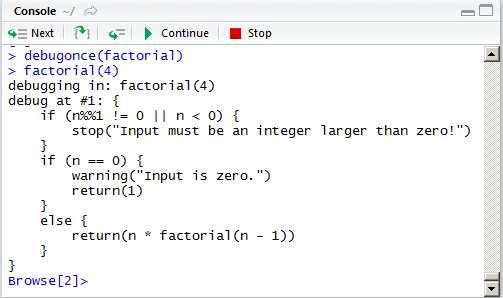 Console ~/
Next Continue Stop
> debugonce(factorial)
> factorial(4)
debugging in: factorial(4)
debug at #1: {
    if (n%%1 != 0 || n < 0) {
        stop("Input must be an integer larger than zero!")
    }
    if (n == 0) {
        warning("Input is zero.")
        return(1)
    }
    else {
        return(n * factorial(n - 1))
    }
}
Browse[2]>